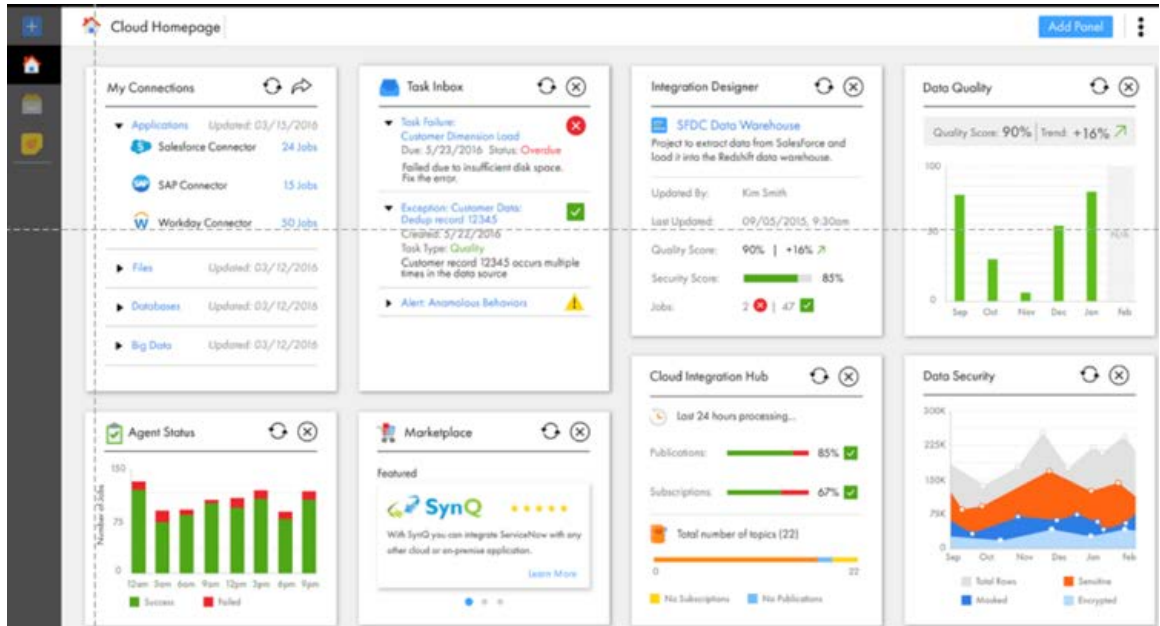 Cloud Homepage
Add Panel
My Connections
Applications Updated: 03/15/2016
Salesforce Connector 24 Jobs
SAP Connector 15 Jobs
Workday Connector 50 Jobs
Files Updated: 03/12/2016
Databases Updated: 03/12/2016
Big Data Updated: 03/12/2016
Task Inbox
Task Failure:
Customer Dimension Load
Due: 5/23/2016 Status: Overdue
Failed due to insufficient disk space.
Fix the error.
Exception: Customer Data:
Dedup record 12345
Created: 5/22/2016
Task Type: Quality
Customer record 12345 occurs multiple
times in the data source
Alert: Anamolous Behaviors
Integration Designer
SFDC Data Warehouse
Project to extract data from SalesForce and
load it into the Redshift data warehouse.
Updated By: Kim Smith
Last Updated: 09/05/2015, 9:30am
Quality Score: 90% | +16%
Security Score: 85%
Jobs: 2 | 47
Data Quality
Quality Score: 90% | Trend: +16%
100
50
0
Sep Oct Nov Dec Jan Feb
N/A
Agent Status
Number of Jobs
150
75
0
12am 3am 6am 9am 12pm 3pm 6pm 9pm
Success Failed
Marketplace
Featured
SynQ
With SynQ you can integrate ServiceNow with any
other cloud or on-premise application.
Learn More
Cloud Integration Hub
Last 24 hours processing...
Publications: 85%
Subscriptions: 67%
Total number of topics (22)
0 22
No Subscriptions No Publications
Data Security
300K
225K
150K
75K
0
Sep Oct Nov Dec Jan Feb
Total Rows Sensitive
Masked Encrypted